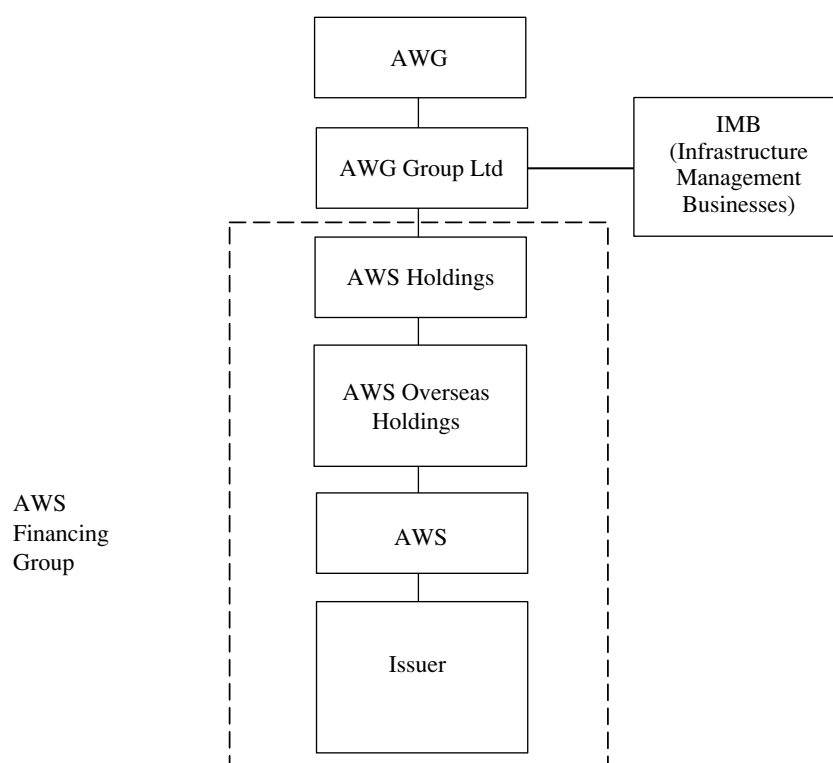 AWG
AWG Group Ltd
IMB
(Infrastructure
Management
Businesses)
AWS Holdings
AWS Overseas
Holdings
AWS
Financing
Group
AWS
Issuer